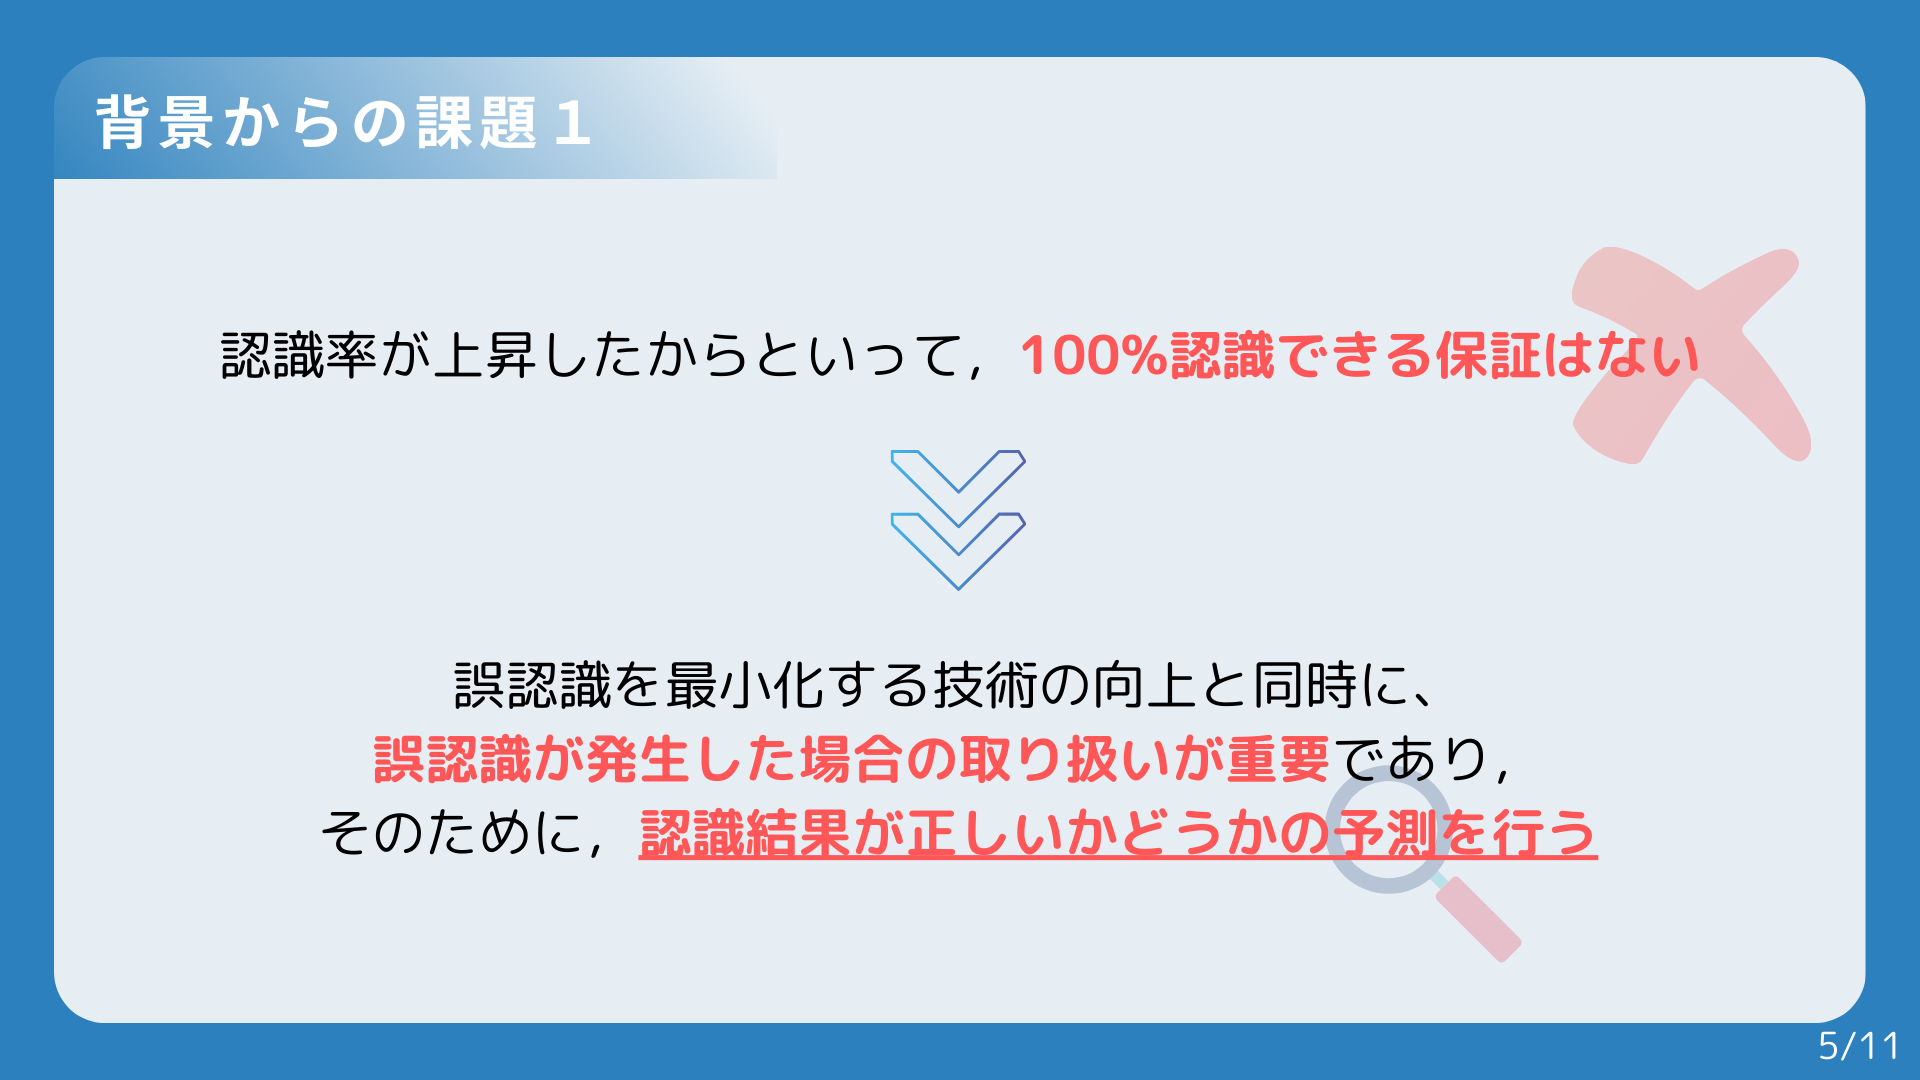 背景からの課題１
認識率が上昇したからといって，100%認識できる保証はない
誤認識を最小化する技術の向上と同時に、
誤認識が発生した場合の取り扱いが重要であり，
そのために，認識結果が正しいかどうかの予測を行う
5/11